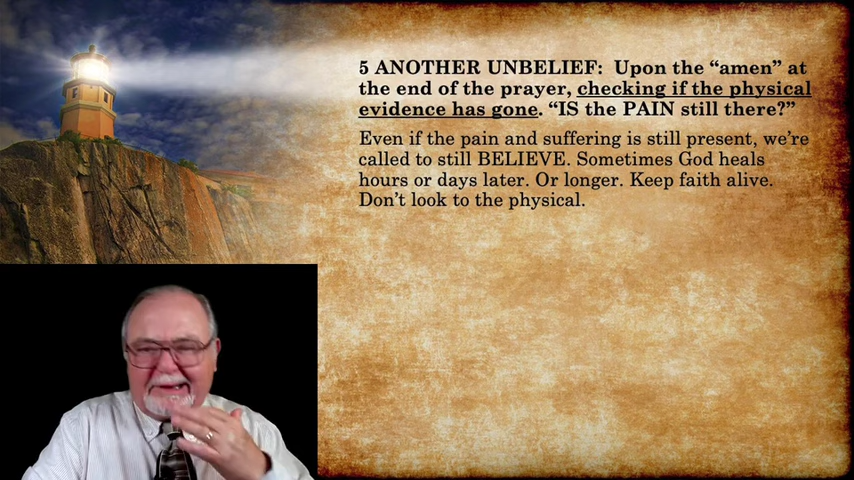 5 ANOTHER UNBELIEF: Upon the “amen” at
the end of the prayer, checking if the physical
evidence has gone. “IS the PAIN still there?”
Even if the pain and suffering is still present, we’re
called to still BELIEVE. Sometimes God heals
hours or days later. Or longer. Keep faith alive.
Don’t look to the physical.